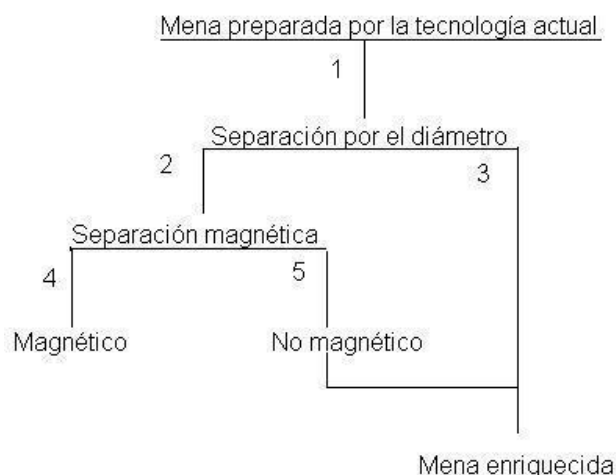 Mena preparada por la tecnología actual
1
Separación por el diámetro
2
3
Separación magnética
4
5
Magnético
No magnético
Mena enriquecida